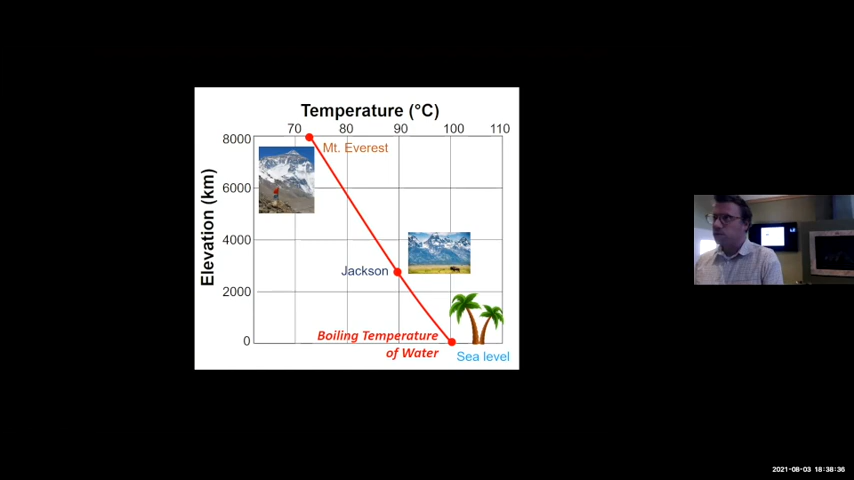 Temperature (°C)
70 80 90 100 110
8000
Mt. Everest
6000
Elevation (km)
4000
Jackson
2000
Boiling Temperature
of Water
0
Sea level
2021-08-03 18:38:36